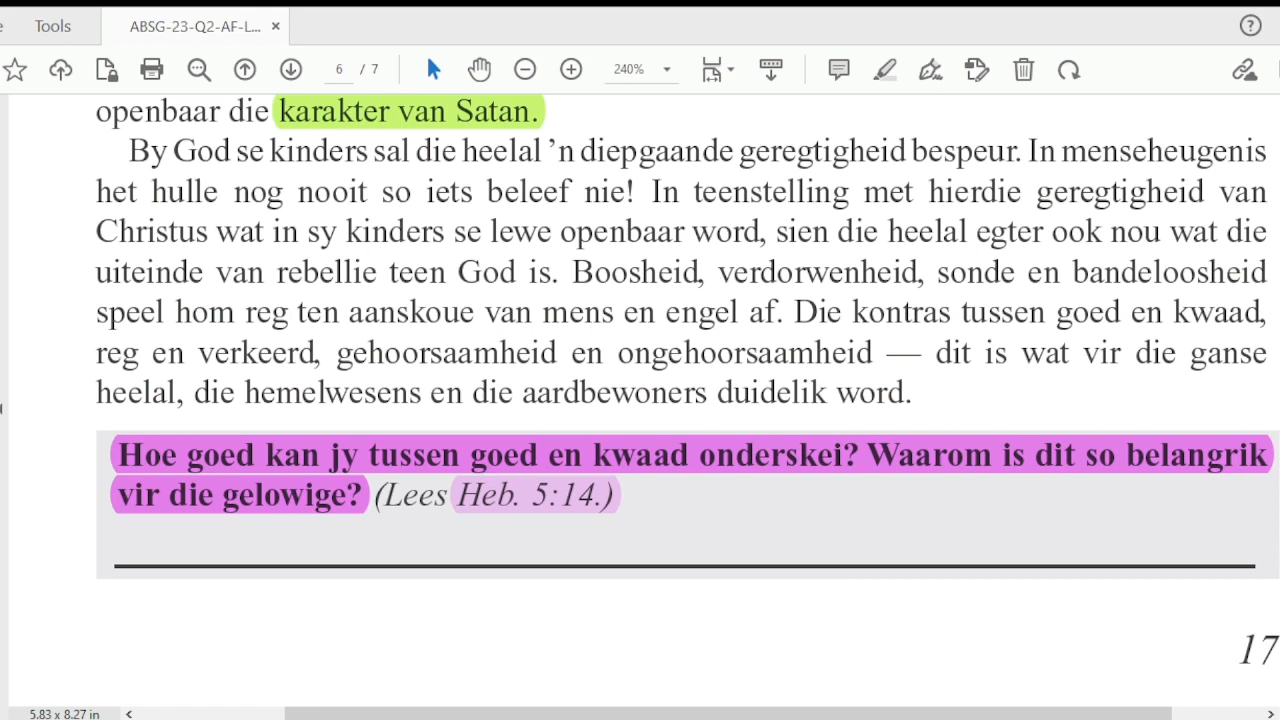 e Tools ABSG-23-Q2-AF-L... ×
6 / 7 240%
openbaar die karakter van Satan.
By God se kinders sal die heelal ’n diepgaande geregtigheid bespeur. In menseheugenis
het hulle nog nooit so iets beleef nie! In teenstelling met hierdie geregtigheid van
Christus wat in sy kinders se lewe openbaar word, sien die heelal egter ook nou wat die
uiteinde van rebellie teen God is. Boosheid, verdorwenheid, sonde en bandeloosheid
speel hom reg ten aanskoue van mens en engel af. Die kontras tussen goed en kwaad,
reg en verkeerd, gehoorsaamheid en ongehoorsaamheid — dit is wat vir die ganse
heelal, die hemelwesens en die aardbewoners duidelik word.
Hoe goed kan jy tussen goed en kwaad onderskei? Waarom is dit so belangrik
vir die gelowige? (Lees Heb. 5:14.)
17
5.83 x 8.27 in